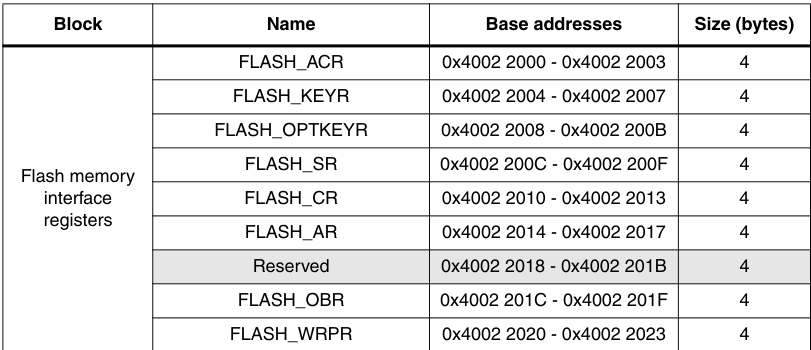 Block Name Base addresses Size (bytes)
Flash memory interface registers
FLASH_ACR 0x4002 2000 - 0x4002 2003 4
FLASH_KEYR 0x4002 2004 - 0x4002 2007 4
FLASH_OPTKEYR 0x4002 2008 - 0x4002 200B 4
FLASH_SR 0x4002 200C - 0x4002 200F 4
FLASH_CR 0x4002 2010 - 0x4002 2013 4
FLASH_AR 0x4002 2014 - 0x4002 2017 4
Reserved 0x4002 2018 - 0x4002 201B 4
FLASH_OBR 0x4002 201C - 0x4002 201F 4
FLASH_WRPR 0x4002 2020 - 0x4002 2023 4